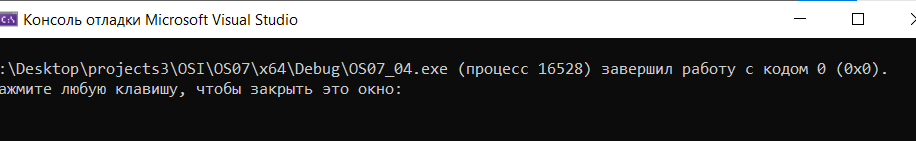 C:\
Консоль отладки Microsoft Visual Studio
:\Desktop\projects3\OSI\OS07\x64\Debug\OS07_04.exe (процесс 16528) завершил работу с кодом 0 (0x0).
ажмите любую клавишу, чтобы закрыть это окно: